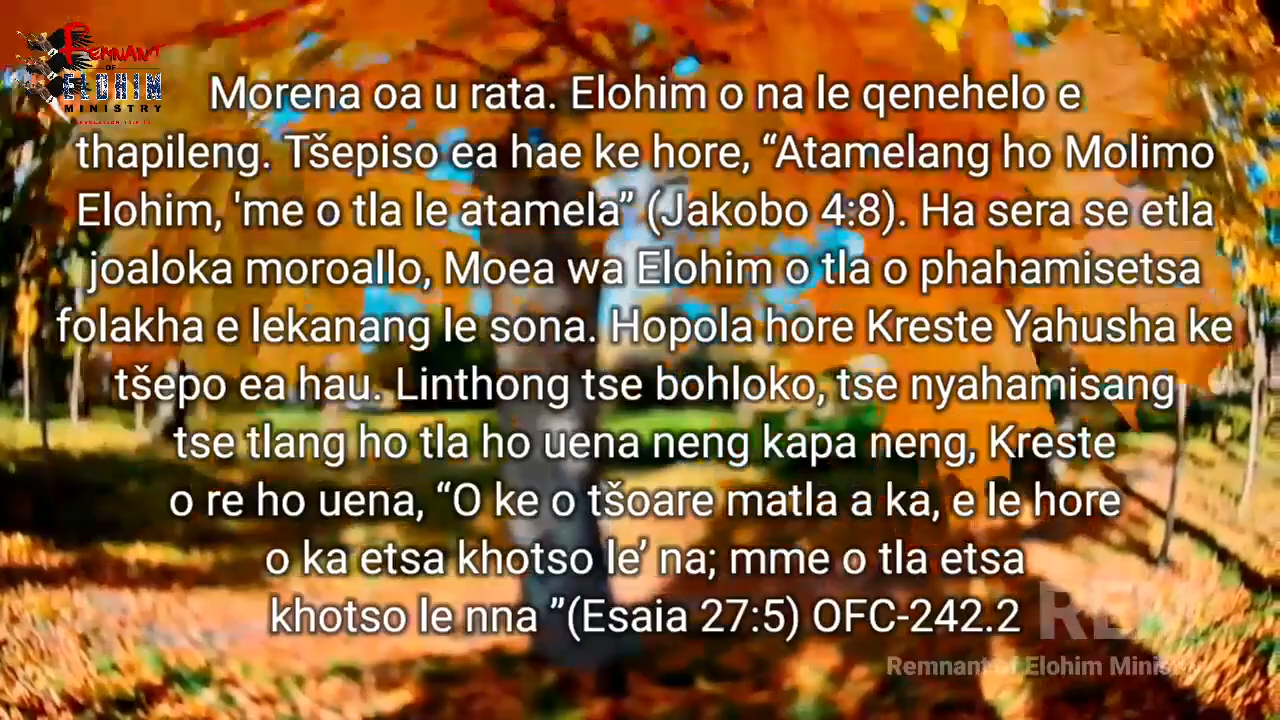 REMNANT
OF
ELOHIM
MINISTRY
Morena oa u rata. Elohim o na le qenehelo e
thapileng. Tšepiso ea hae ke hore, “Atamelang ho Molimo
Elohim, 'me o tla le atamela” (Jakobo 4:8). Ha sera se etla
joaloka moroallo, Moea wa Elohim o tla o phahamisetsa
folakha e lekanang le sona. Hopola hore Kreste Yahusha ke
tšepo ea hau. Linthong tse bohloko, tse nyahamisang
tse tlang ho tla ho uena neng kapa neng, Kreste
o re ho uena, “O ke o tšoare matla a ka, e le hore
o ka etsa khotso le’ na; mme o tla etsa
khotso le nna ”(Esaia 27:5) OFC-242.2
Remnant of Elohim